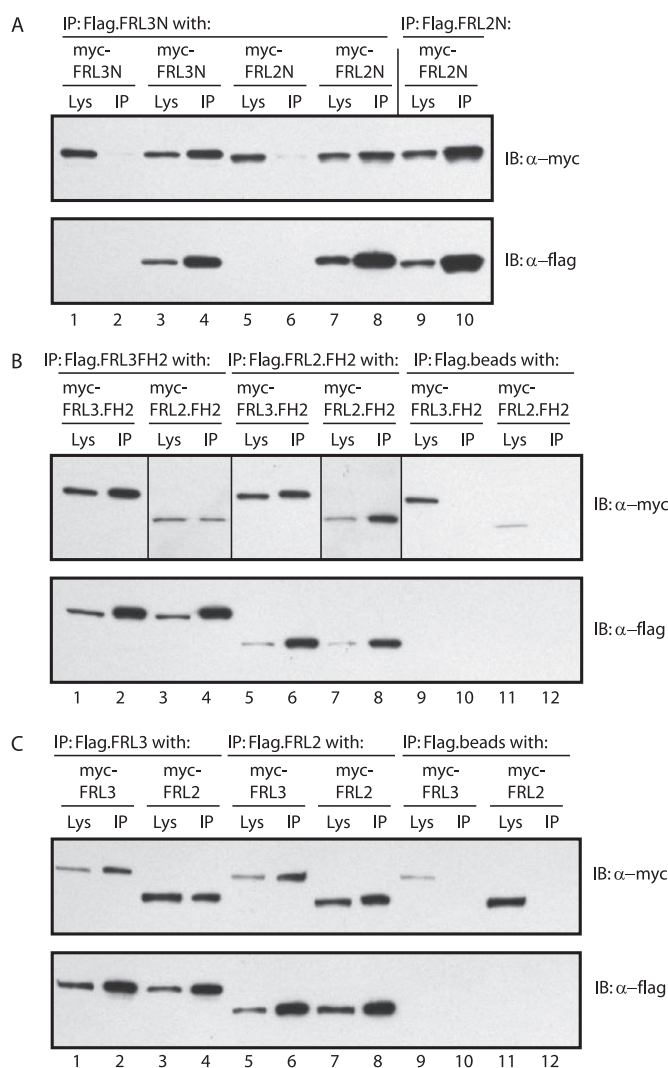 A
IP: Flag.FRL3N with: IP: Flag.FRL2N:
myc-FRL3N myc-FRL3N myc-FRL2N myc-FRL2N myc-FRL2N
Lys IP Lys IP Lys IP Lys IP Lys IP
IB: α–myc
IB: α–flag
1 2 3 4 5 6 7 8 9 10
B
IP: Flag.FRL3FH2 with: IP: Flag.FRL2.FH2 with: IP: Flag.beads with:
myc-FRL3.FH2 myc-FRL2.FH2 myc-FRL3.FH2 myc-FRL2.FH2 myc-FRL3.FH2 myc-FRL2.FH2
Lys IP Lys IP Lys IP Lys IP Lys IP Lys IP
IB: α–myc
IB: α–flag
1 2 3 4 5 6 7 8 9 10 11 12
C
IP: Flag.FRL3 with: IP: Flag.FRL2 with: IP: Flag.beads with:
myc-FRL3 myc-FRL2 myc-FRL3 myc-FRL2 myc-FRL3 myc-FRL2
Lys IP Lys IP Lys IP Lys IP Lys IP Lys IP
IB: α–myc
IB: α–flag
1 2 3 4 5 6 7 8 9 10 11 12